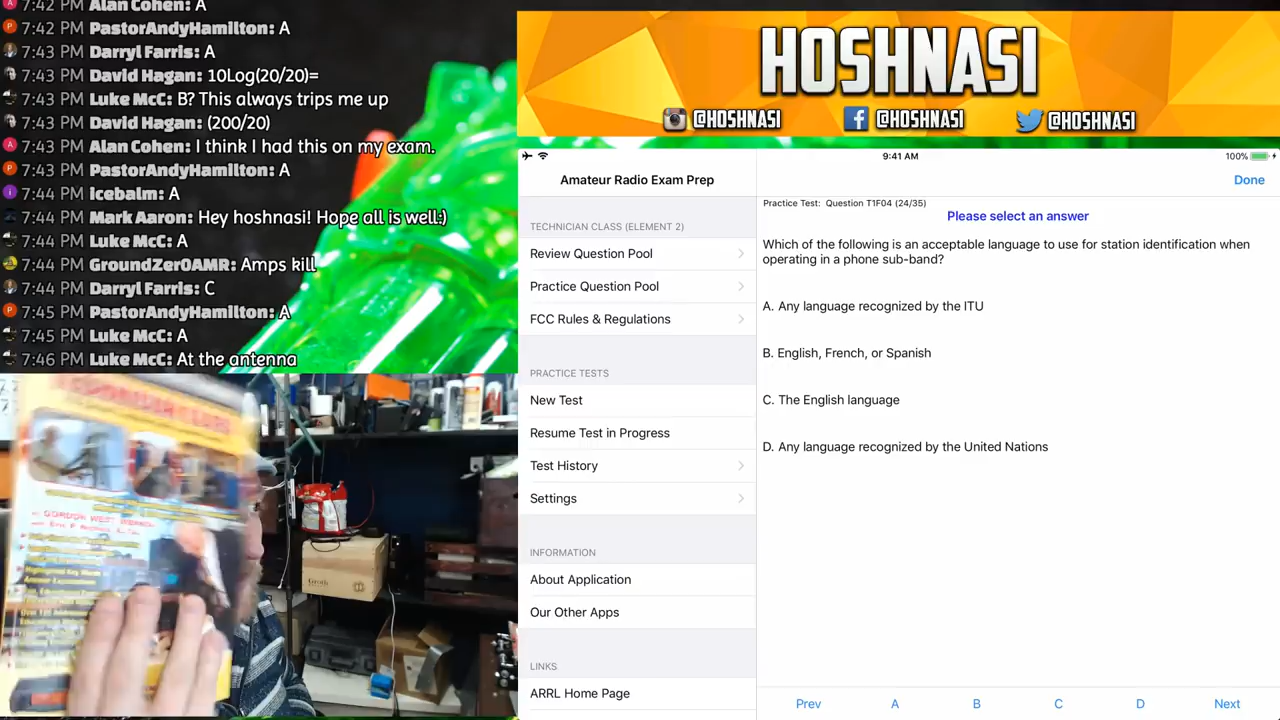 7:42 PM Alan Cohen: A
7:42 PM PastorAndyHamilton: A
7:43 PM Darryl Farris: A
7:43 PM David Hagan: 10Log(20/20)=
7:43 PM Luke McC: B? This always trips me up
7:43 PM David Hagan: (200/20)
7:43 PM Alan Cohen: I think I had this on my exam.
7:43 PM PastorAndyHamilton: A
7:44 PM icebalm: A
7:44 PM Mark Aaron: Hey hoshnasi! Hope all is well:)
7:44 PM Luke McC: A
7:44 PM GroundZer0AMR: Amps kill
7:44 PM Darryl Farris: C
7:45 PM PastorAndyHamilton: A
7:45 PM Luke McC: A
7:46 PM Luke McC: At the antenna
HOSHNASI
@HOSHNASI @HOSHNASI @HOSHNASI
9:41 AM 100%
Amateur Radio Exam Prep
Done
TECHNICIAN CLASS (ELEMENT 2)
Review Question Pool
Practice Question Pool
FCC Rules & Regulations
PRACTICE TESTS
New Test
Resume Test in Progress
Test History
Settings
INFORMATION
About Application
Our Other Apps
LINKS
ARRL Home Page
Practice Test: Question T1F04 (24/35)
Please select an answer
Which of the following is an acceptable language to use for station identification when
operating in a phone sub-band?
A. Any language recognized by the ITU
B. English, French, or Spanish
C. The English language
D. Any language recognized by the United Nations
Prev A B C D Next
GORDON WEST